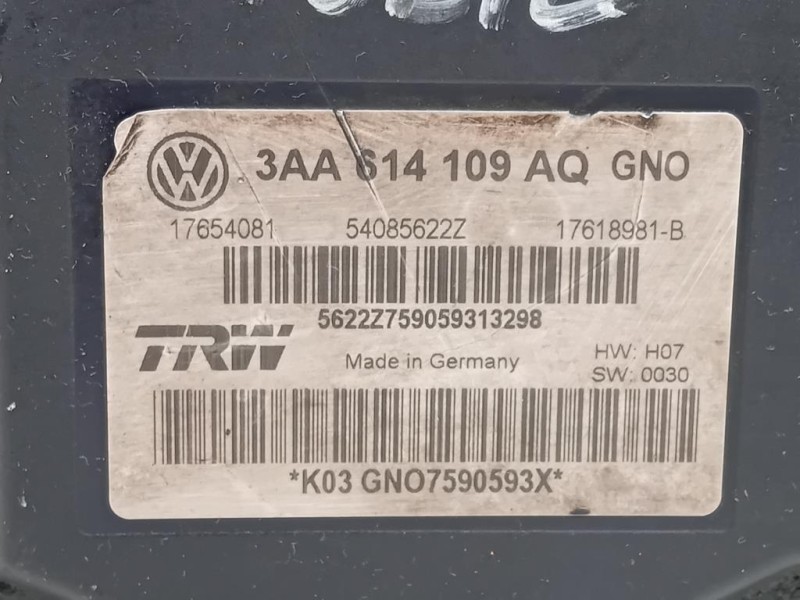 3AA 614 109 AQ GNO
17654081 54085622Z 17618981-B
5622Z759059313298
TRW Made in Germany HW: H07
SW: 0030
*K03 GNO7590593X*